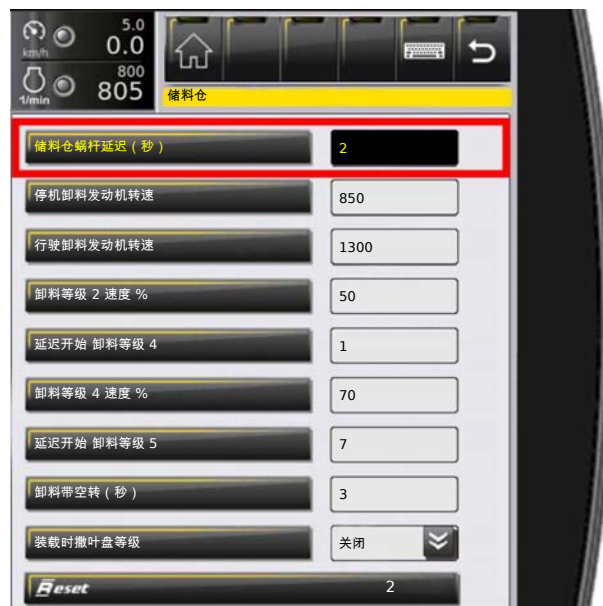 5.0
km/h 0.0
800
1/min 805
储料仓
储料仓蜗杆延迟（秒） 2
停机卸料发动机转速 850
行驶卸料发动机转速 1300
卸料等级 2 速度 % 50
延迟开始 卸料等级 4 1
卸料等级 4 速度 % 70
延迟开始 卸料等级 5 7
卸料带空转（秒） 3
装载时撒叶盘等级 关闭
Reset 2